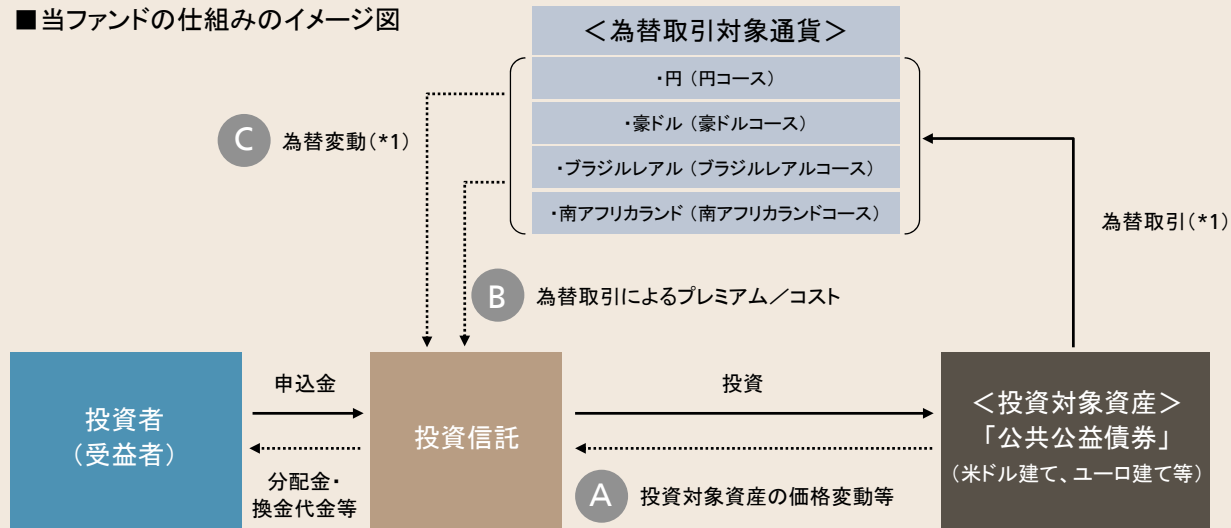 ■当ファンドの仕組みのイメージ図
＜為替取引対象通貨＞
・円（円コース）
・豪ドル（豪ドルコース）
・ブラジルレアル（ブラジルレアルコース）
・南アフリカランド（南アフリカランドコース）
C 為替変動(*1)
為替取引(*1)
B 為替取引によるプレミアム／コスト
投資者
（受益者）
申込金
分配金・
換金代金等
投資信託
投資
A 投資対象資産の価格変動等
＜投資対象資産＞
「公共公益債券」
（米ドル建て、ユーロ建て等）